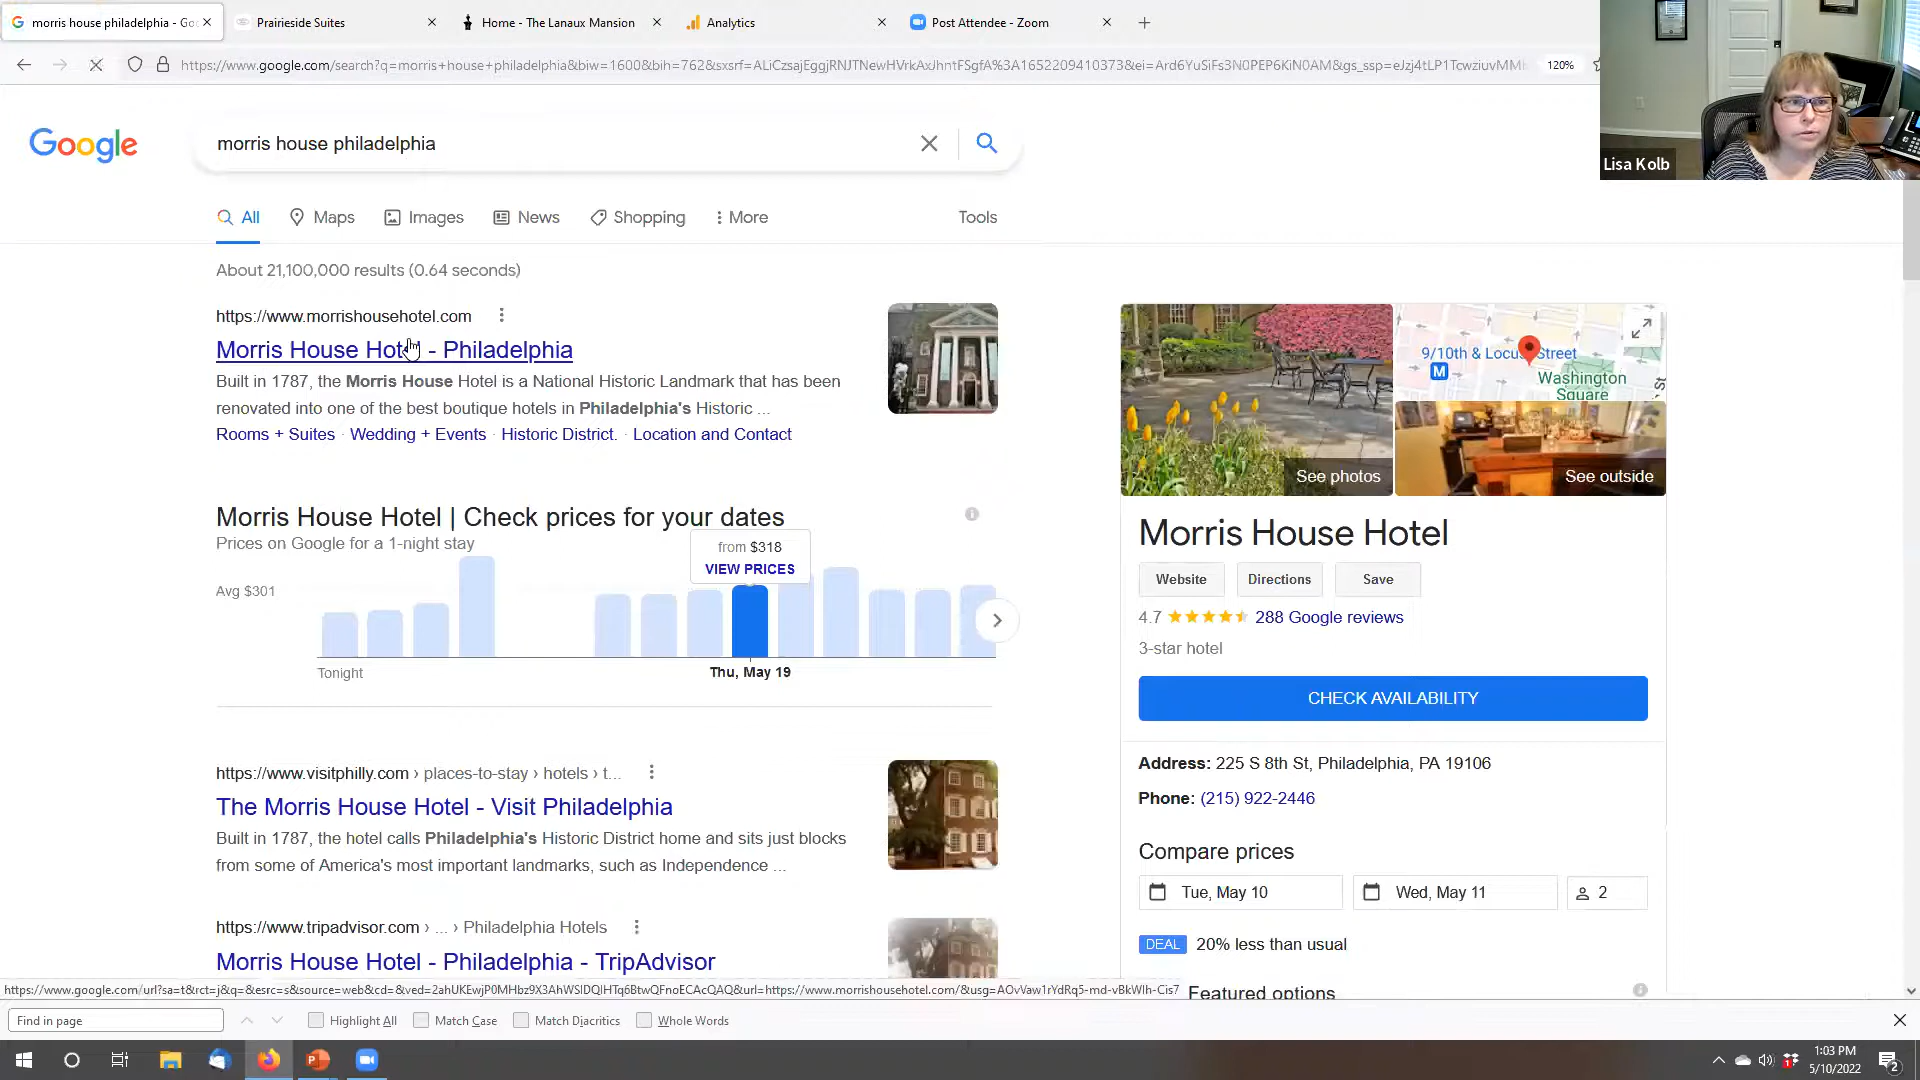 morris house philadelphia - Goo
Prairieside Suites
Home - The Lanaux Mansion
Analytics
Post Attendee - Zoom
120%
Google
morris house philadelphia
All
Maps
Images
News
Shopping
More
Tools
About 21,100,000 results (0.64 seconds)
https://www.morrishousehotel.com
Morris House Hotel - Philadelphia
Built in 1787, the Morris House Hotel is a National Historic Landmark that has been
renovated into one of the best boutique hotels in Philadelphia's Historic ...
Rooms + Suites · Wedding + Events · Historic District. · Location and Contact
Morris House Hotel | Check prices for your dates
Prices on Google for a 1-night stay
from $318
VIEW PRICES
Avg $301
Tonight
Thu, May 19
https://www.visitphilly.com › places-to-stay › hotels › t...
The Morris House Hotel - Visit Philadelphia
Built in 1787, the hotel calls Philadelphia's Historic District home and sits just blocks
from some of America's most important landmarks, such as Independence ...
https://www.tripadvisor.com › ... › Philadelphia Hotels
Morris House Hotel - Philadelphia - TripAdvisor
9/10th & Locust Street
M
Washington
Square
St
See photos
See outside
Morris House Hotel
Website
Directions
Save
4.7
288 Google reviews
3-star hotel
CHECK AVAILABILITY
Address: 225 S 8th St, Philadelphia, PA 19106
Phone: (215) 922-2446
Compare prices
Tue, May 10
Wed, May 11
2
DEAL
20% less than usual
Featured options
Lisa Kolb
Find in page
Highlight All
Match Case
Match Diacritics
Whole Words
1:03 PM
5/10/2022
2